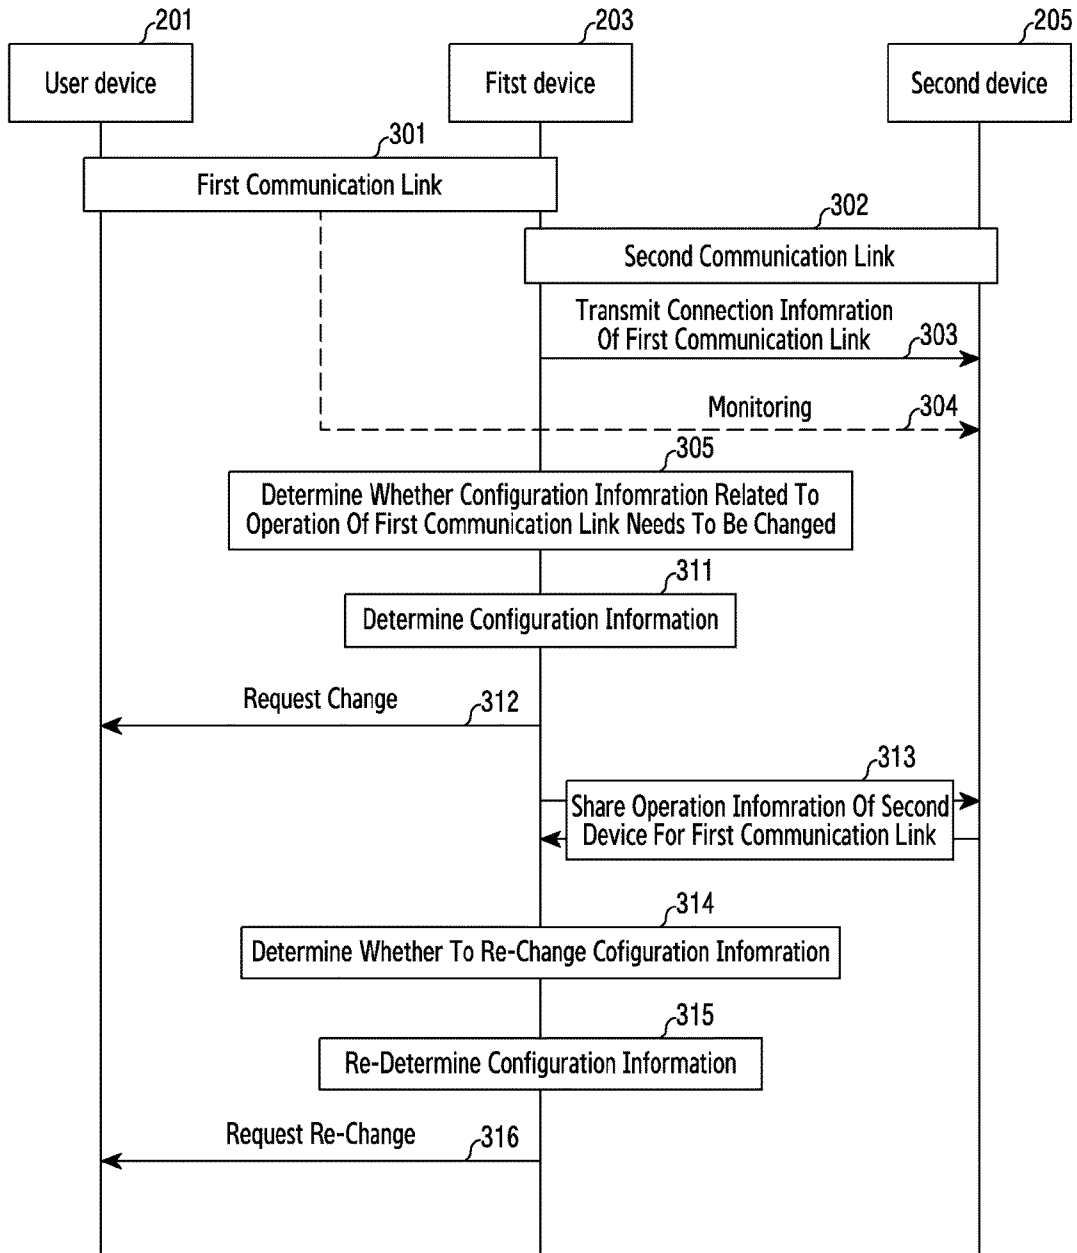 201
203
205
User device
Fitst device
Second device
301
First Communication Link
302
Second Communication Link
Transmit Connection Infomration
Of First Communication Link
303
Monitoring
304
305
Determine Whether Configuration Infomration Related To
Operation Of First Communication Link Needs To Be Changed
311
Determine Configuration Information
Request Change
312
313
Share Operation Infomration Of Second
Device For First Communication Link
314
Determine Whether To Re-Change Cofiguration Infomration
315
Re-Determine Configuration Information
Request Re-Change
316